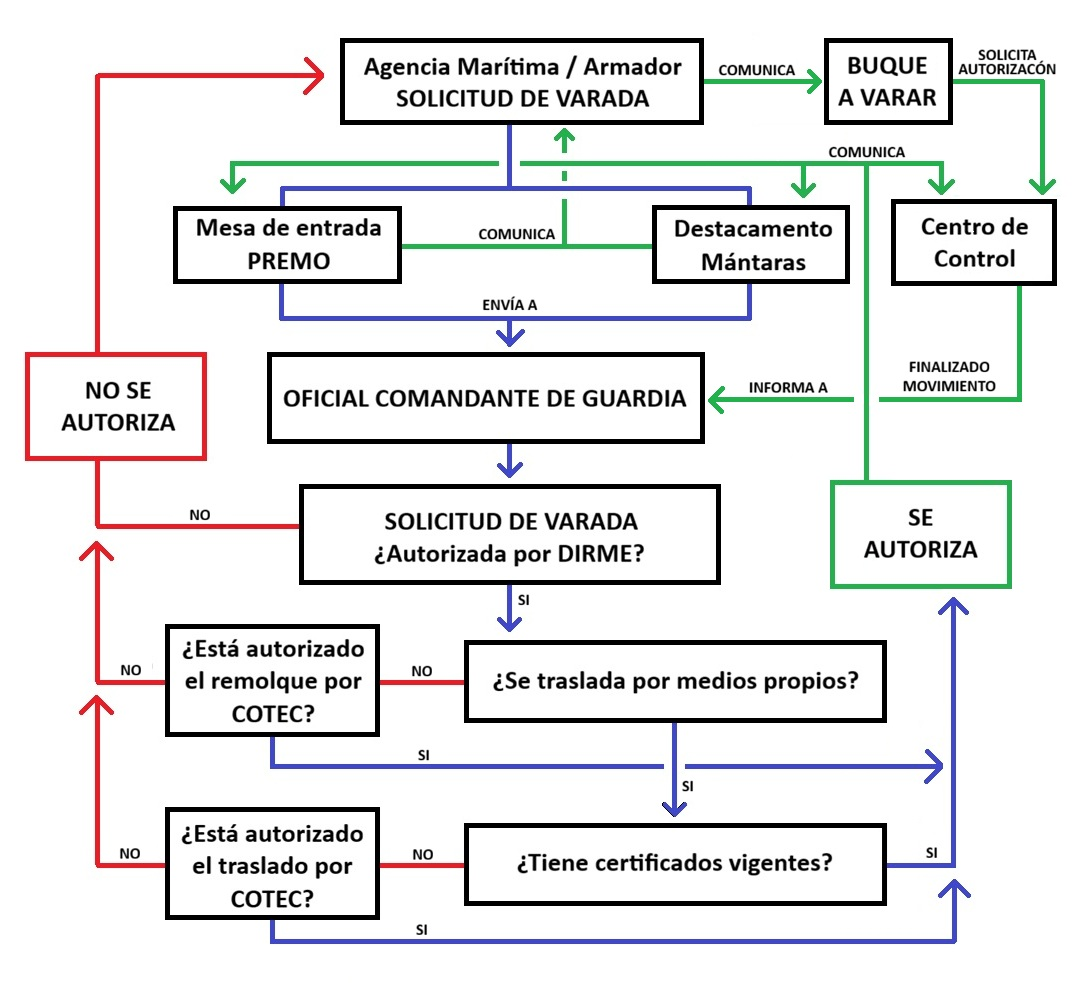 Agencia Marítima / Armador
SOLICITUD DE VARADA
COMUNICA
BUQUE
A VARAR
SOLICITA
AUTORIZACÓN
COMUNICA
Mesa de entrada
PREMO
COMUNICA
Destacamento
Mántaras
Centro de
Control
ENVÍA A
NO SE
AUTORIZA
OFICIAL COMANDANTE DE GUARDIA
INFORMA A
FINALIZADO
MOVIMIENTO
NO
SOLICITUD DE VARADA
¿Autorizada por DIRME?
SE
AUTORIZA
SI
NO
¿Está autorizado
el remolque por
COTEC?
NO
¿Se traslada por medios propios?
SI
SI
NO
¿Está autorizado
el traslado por
COTEC?
NO
¿Tiene certificados vigentes?
SI
SI